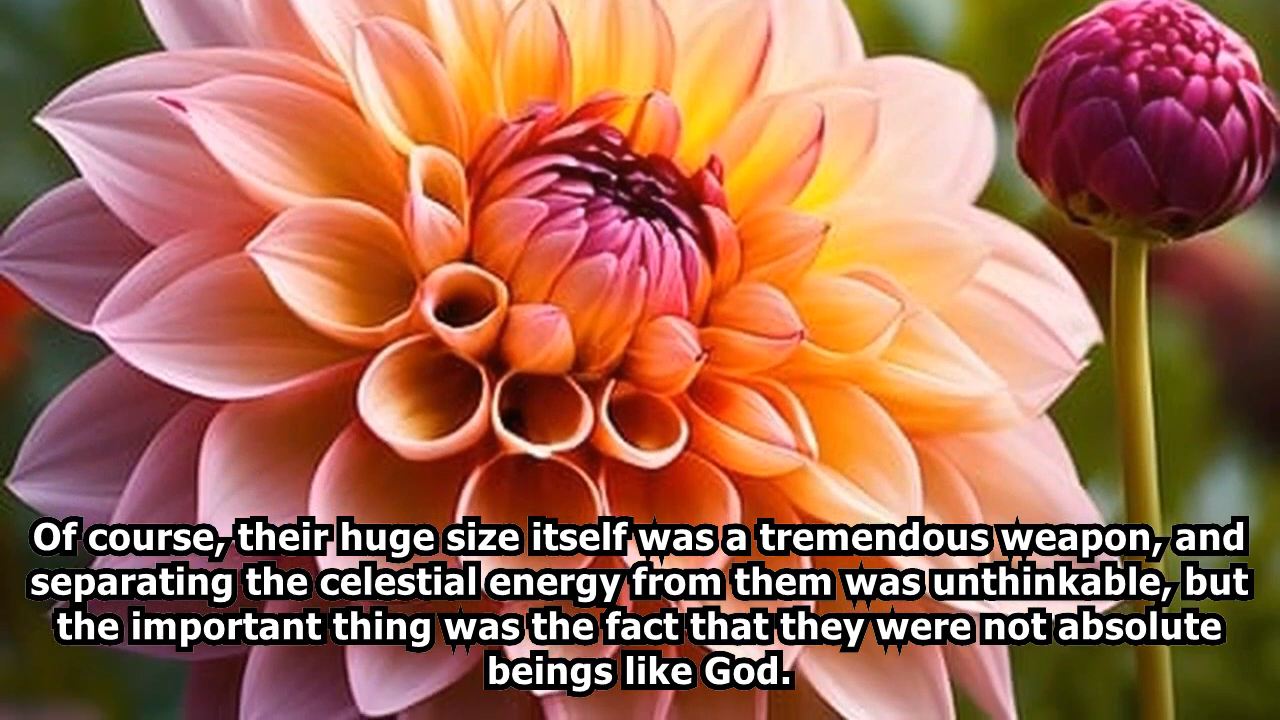 Of course, their huge size itself was a tremendous weapon, and
separating the celestial energy from them was unthinkable, but
the important thing was the fact that they were not absolute
beings like God.